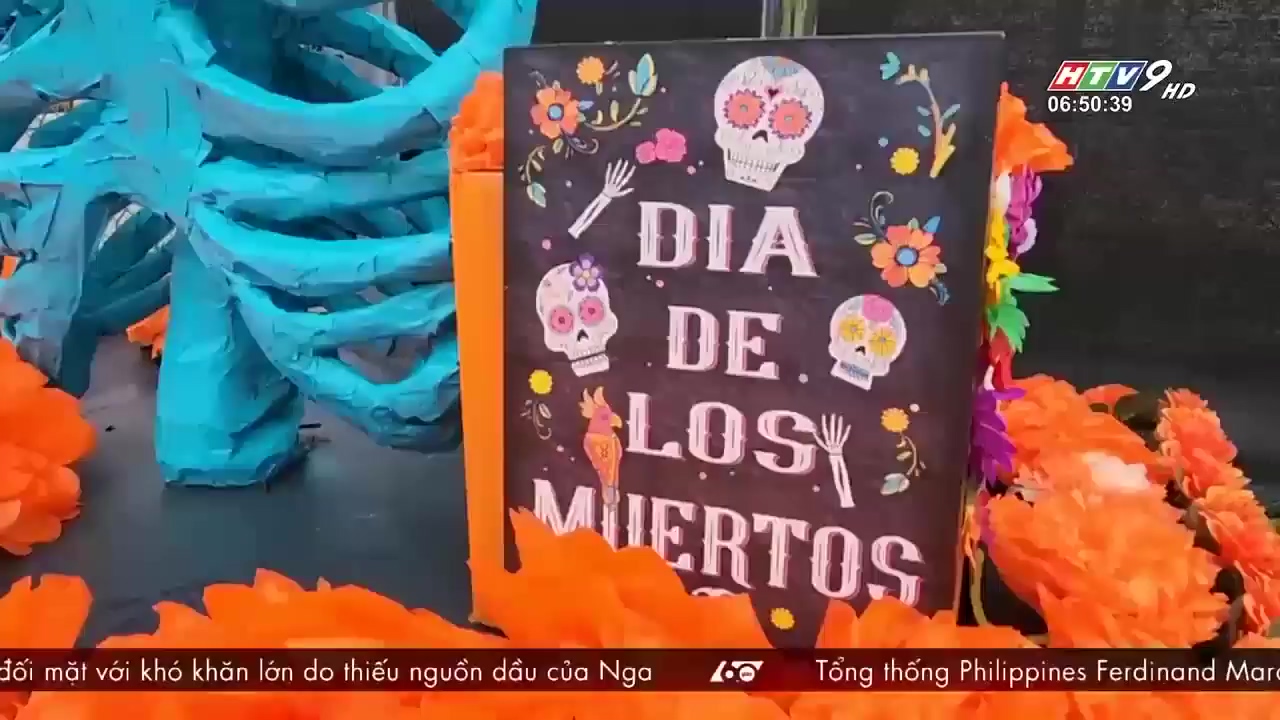 HTV9 HD
06:50:39
DIA
DE
LOS
MUERTOS
đối mặt với khó khăn lớn do thiếu nguồn dầu của Nga
60
Tổng thống Philippines Ferdinand